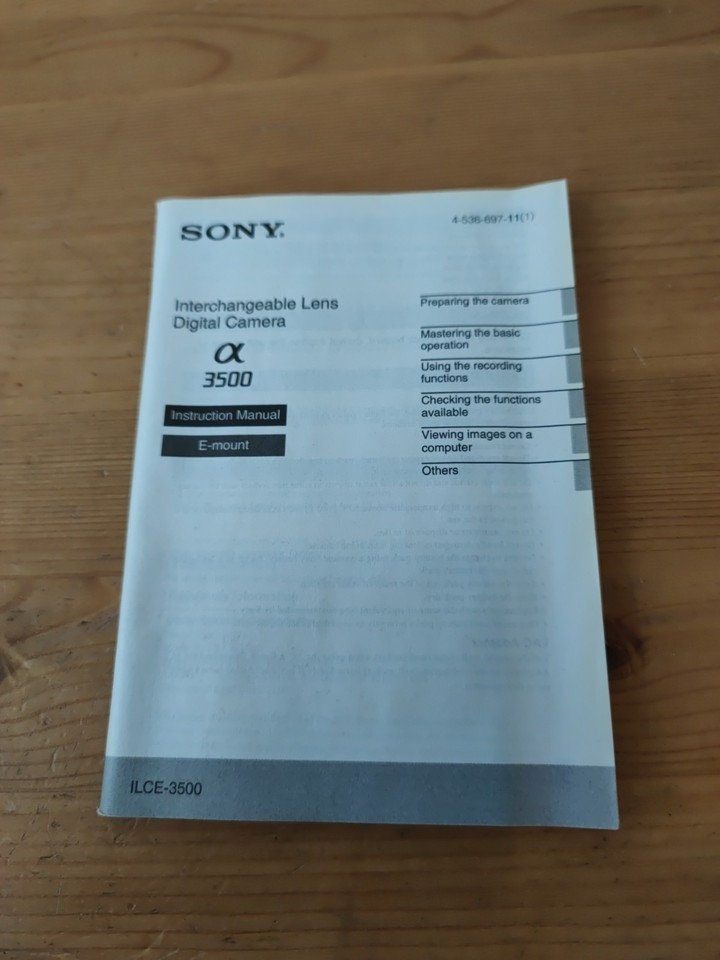 SONY®
4-536-697-11(1)
Interchangeable Lens
Digital Camera
α
3500
Instruction Manual
E-mount
Preparing the camera
Mastering the basic
operation
Using the recording
functions
Checking the functions
available
Viewing images on a
computer
Others
ILCE-3500